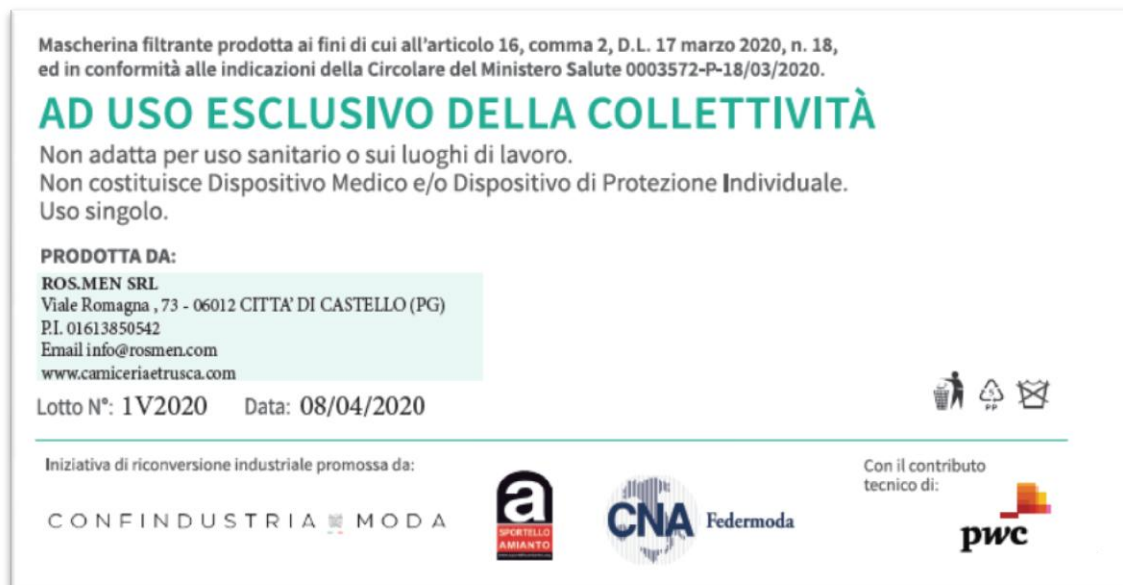 Mascherina filtrante prodotta ai fini di cui all'articolo 16, comma 2, D.L. 17 marzo 2020, n. 18,
ed in conformità alle indicazioni della Circolare del Ministero Salute 0003572-P-18/03/2020.
AD USO ESCLUSIVO DELLA COLLETTIVITÀ
Non adatta per uso sanitario o sui luoghi di lavoro.
Non costituisce Dispositivo Medico e/o Dispositivo di Protezione Individuale.
Uso singolo.
PRODOTTA DA:
ROS.MEN SRL
Viale Romagna , 73 - 06012 CITTA' DI CASTELLO (PG)
P.I. 01613850542
Email info@rosmen.com
www.camiceriaetrusca.com
Lotto N°: 1V2020 Data: 08/04/2020
5
PP
Iniziativa di riconversione industriale promossa da:
Con il contributo
tecnico di:
CONFINDUSTRIA MODA
a
SPORTELLO
AMIANTO
CNA Federmoda
pwc